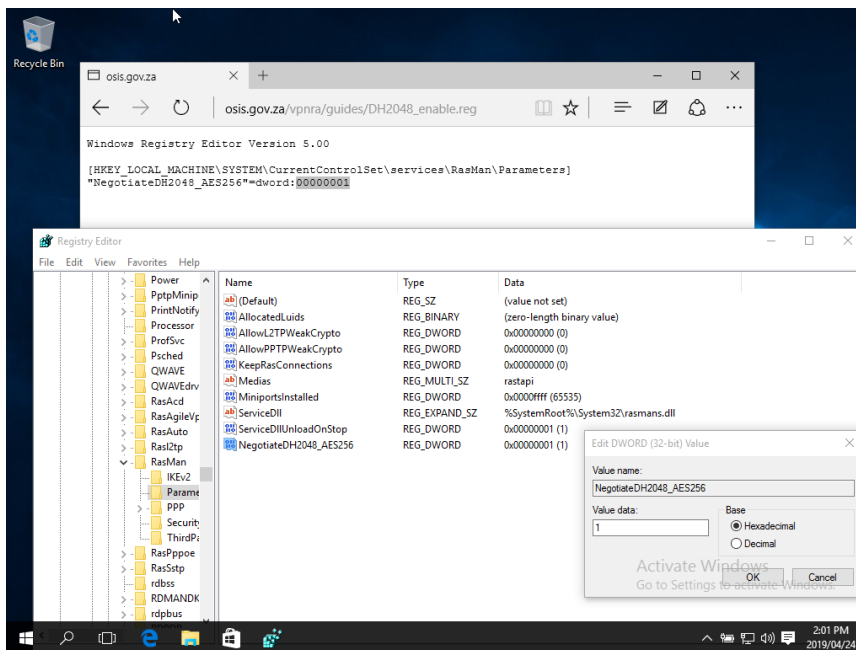 Recycle Bin
osis.gov.za
osis.gov.za/vpnra/guides/DH2048_enable.reg
Windows Registry Editor Version 5.00
[HKEY_LOCAL_MACHINE\SYSTEM\CurrentControlSet\services\RasMan\Parameters]
"NegotiateDH2048_AES256"=dword:00000001
Registry Editor
File Edit View Favorites Help
Power
PptpMinip
PrintNotify
Processor
ProfSvc
Psched
QWAVE
QWAVEdrv
RasAcd
RasAgileVp
RasAuto
Rasl2tp
RasMan
IKEv2
Parame
PPP
Security
ThirdPa
RasPppoe
RasSstp
rdbss
RDMANDK
rdpbus
Name Type Data
(Default) REG_SZ (value not set)
AllocatedLuids REG_BINARY (zero-length binary value)
AllowL2TPWeakCrypto REG_DWORD 0x00000000 (0)
AllowPPTPWeakCrypto REG_DWORD 0x00000000 (0)
KeepRasConnections REG_DWORD 0x00000000 (0)
Medias REG_MULTI_SZ rastapi
MiniportsInstalled REG_DWORD 0x0000ffff (65535)
ServiceDll REG_EXPAND_SZ %SystemRoot%\System32\rasmans.dll
ServiceDllUnloadOnStop REG_DWORD 0x00000001 (1)
NegotiateDH2048_AES256 REG_DWORD 0x00000001 (1)
Edit DWORD (32-bit) Value
Value name:
NegotiateDH2048_AES256
Value data:
1
Base
Hexadecimal
Decimal
OK Cancel
Activate Windows
Go to Settings to activate Windows.
2:01 PM
2019/04/24